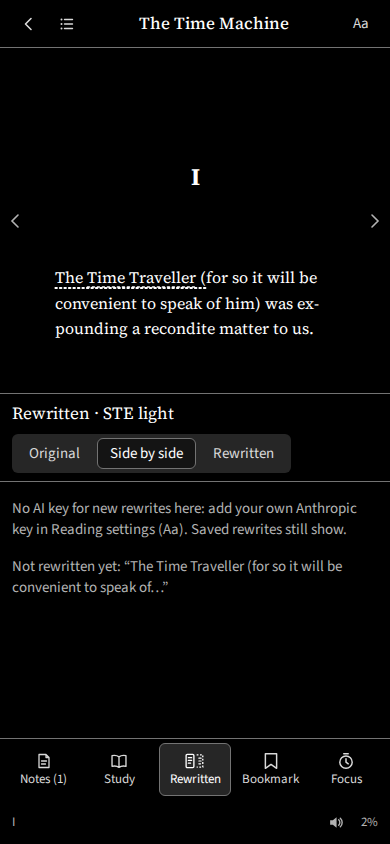 The Time Machine
Aa
I
The Time Traveller (for so it will be
convenient to speak of him) was ex-
pounding a recondite matter to us.
Rewritten · STE light
Original
Side by side
Rewritten
No AI key for new rewrites here: add your own Anthropic
key in Reading settings (Aa). Saved rewrites still show.
Not rewritten yet: “The Time Traveller (for so it will be
convenient to speak of…”
Notes (1)
Study
Rewritten
Bookmark
Focus
I
2%